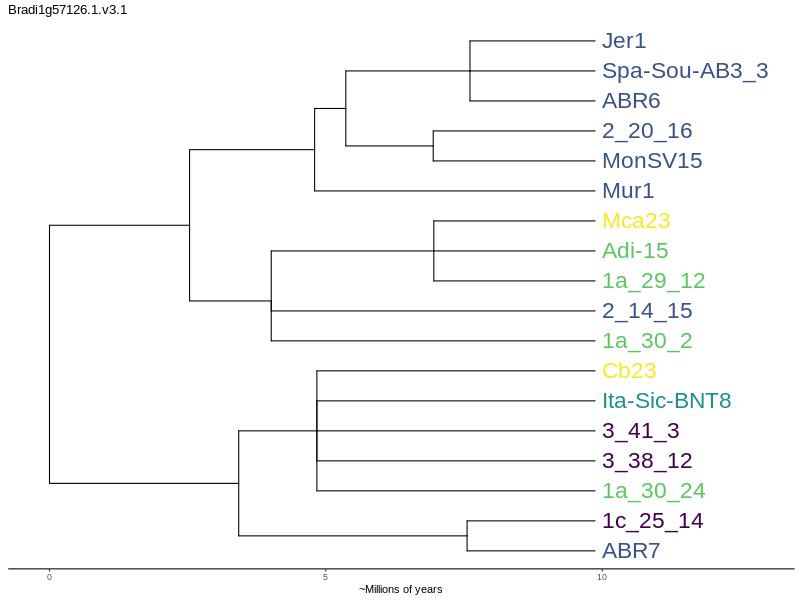 Bradi1g57126.1.v3.1
Jer1
Spa-Sou-AB3_3
ABR6
2_20_16
MonSV15
Mur1
Mca23
Adi-15
1a_29_12
2_14_15
1a_30_2
Cb23
Ita-Sic-BNT8
3_41_3
3_38_12
1a_30_24
1c_25_14
ABR7
0 5 10
~Millions of years